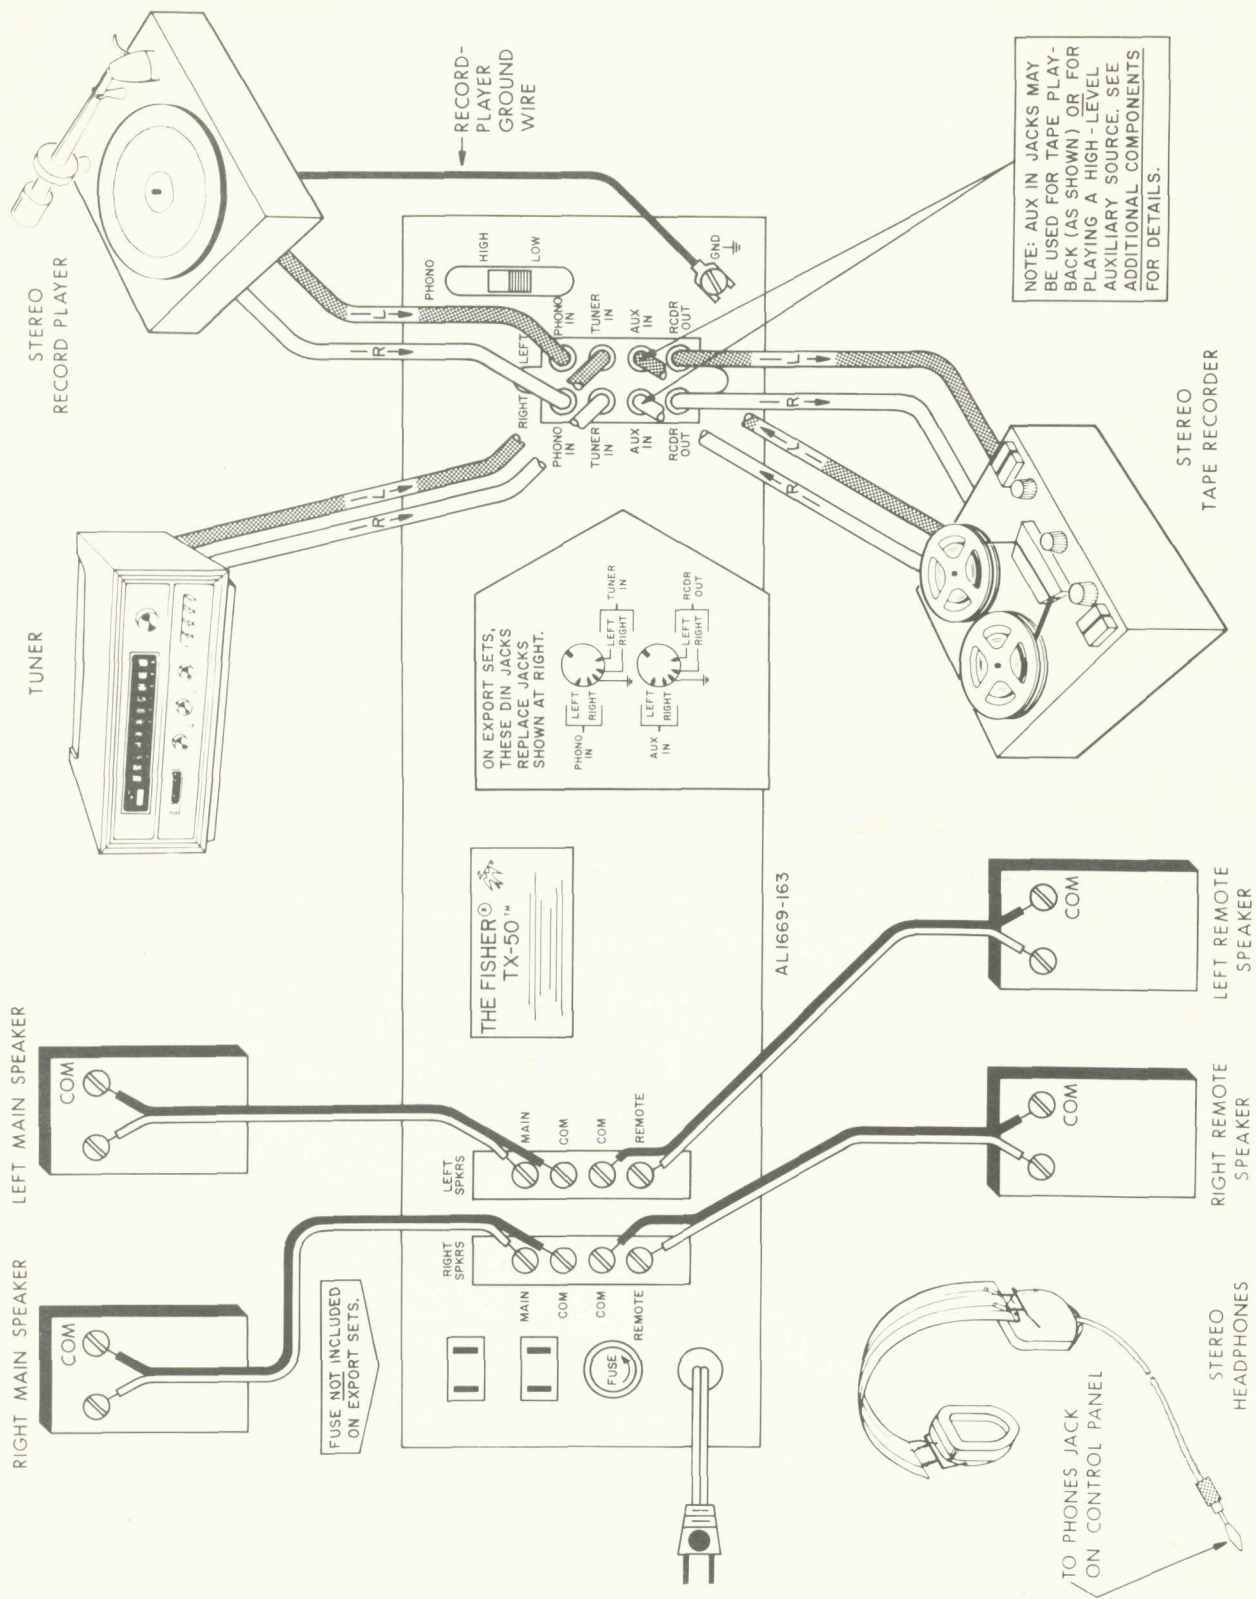 RIGHT MAIN SPEAKER
COM
LEFT MAIN SPEAKER
COM
TUNER
STEREO
RECORD PLAYER
FUSE NOT INCLUDED
ON EXPORT SETS.
L
R
L
R
RECORD-
PLAYER
GROUND
WIRE
PHONO
HIGH
LOW
RIGHT
LEFT
PHONO
IN
TUNER
IN
AUX
IN
RCDR
OUT
PHONO
IN
TUNER
IN
AUX
IN
RCDR
OUT
GND
RIGHT
SPKRS
LEFT
SPKRS
MAIN
COM
COM
REMOTE
MAIN
COM
COM
REMOTE
FUSE
THE FISHER®
TX-50™
ON EXPORT SETS,
THESE DIN JACKS
REPLACE JACKS
SHOWN AT RIGHT.
PHONO
IN
LEFT
RIGHT
LEFT
RIGHT
TUNER
IN
AUX
IN
LEFT
RIGHT
LEFT
RIGHT
RCDR
OUT
AL1669-163
R
L
R
L
NOTE: AUX IN JACKS MAY
BE USED FOR TAPE PLAY-
BACK (AS SHOWN) OR FOR
PLAYING A HIGH-LEVEL
AUXILIARY SOURCE. SEE
ADDITIONAL COMPONENTS
FOR DETAILS.
TO PHONES JACK
ON CONTROL PANEL
STEREO
HEADPHONES
COM
RIGHT REMOTE
SPEAKER
COM
LEFT REMOTE
SPEAKER
STEREO
TAPE RECORDER